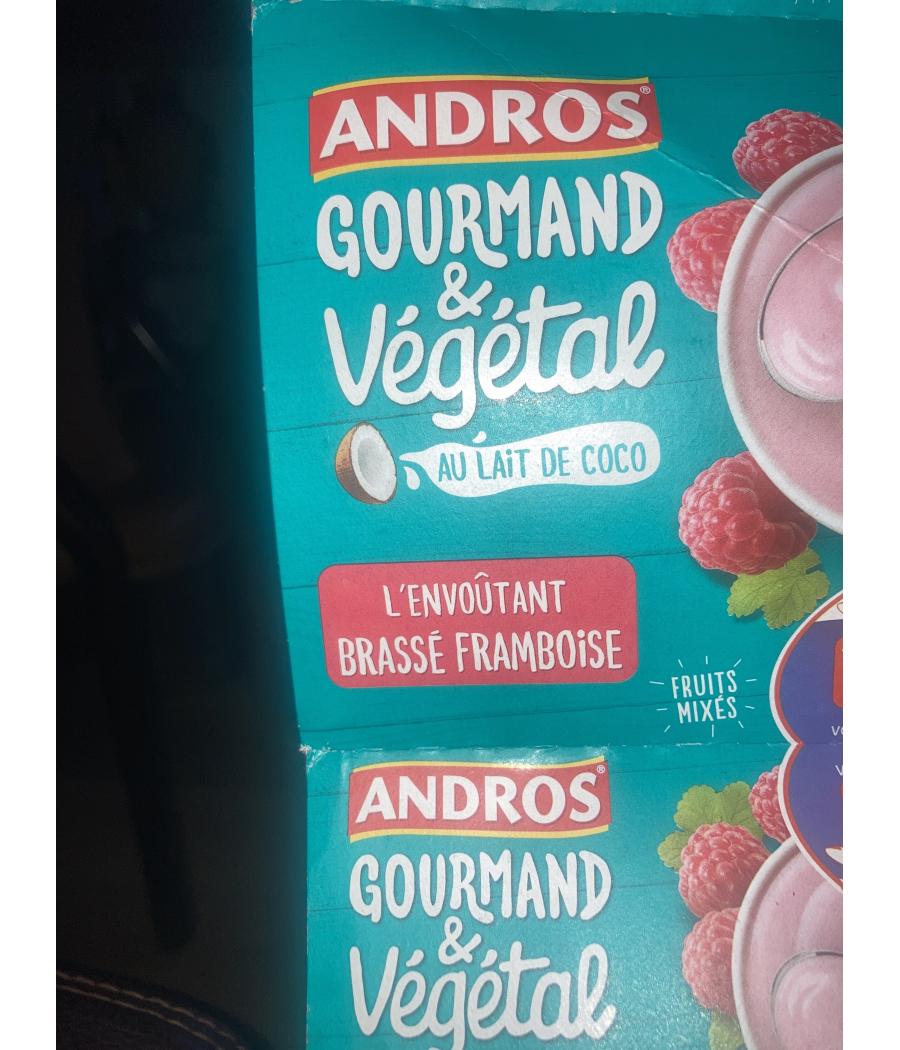 ANDROS®
GOURMAND
&
Végétal
AU LAiT DE COCO
L'ENVOÛTANT
BRASSÉ FRAMBOiSE
FRUITS
MIXÉS
ANDROS®
GOURMAND
&
Végétal